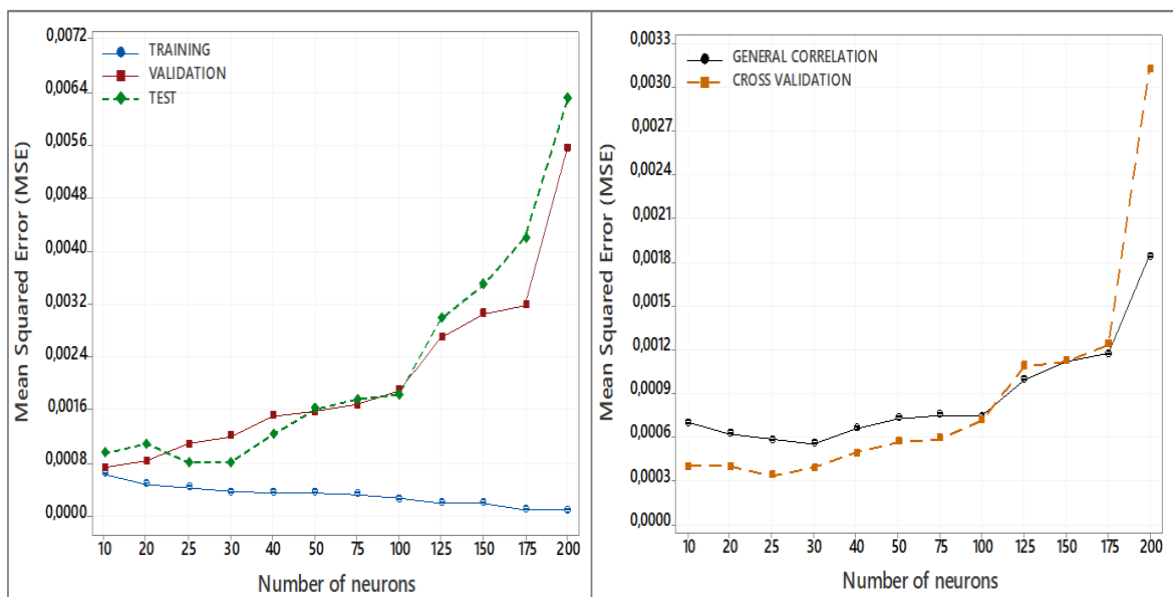 0,0072
0,0064
0,0056
0,0048
0,0040
0,0032
0,0024
0,0016
0,0008
0,0000
Mean Squared Error (MSE)
TRAINING
VALIDATION
TEST
10 20 25 30 40 50 75 100 125 150 175 200
Number of neurons
0,0033
0,0030
0,0027
0,0024
0,0021
0,0018
0,0015
0,0012
0,0009
0,0006
0,0003
0,0000
Mean Squared Error (MSE)
GENERAL CORRELATION
CROSS VALIDATION
10 20 25 30 40 50 75 100 125 150 175 200
Number of neurons